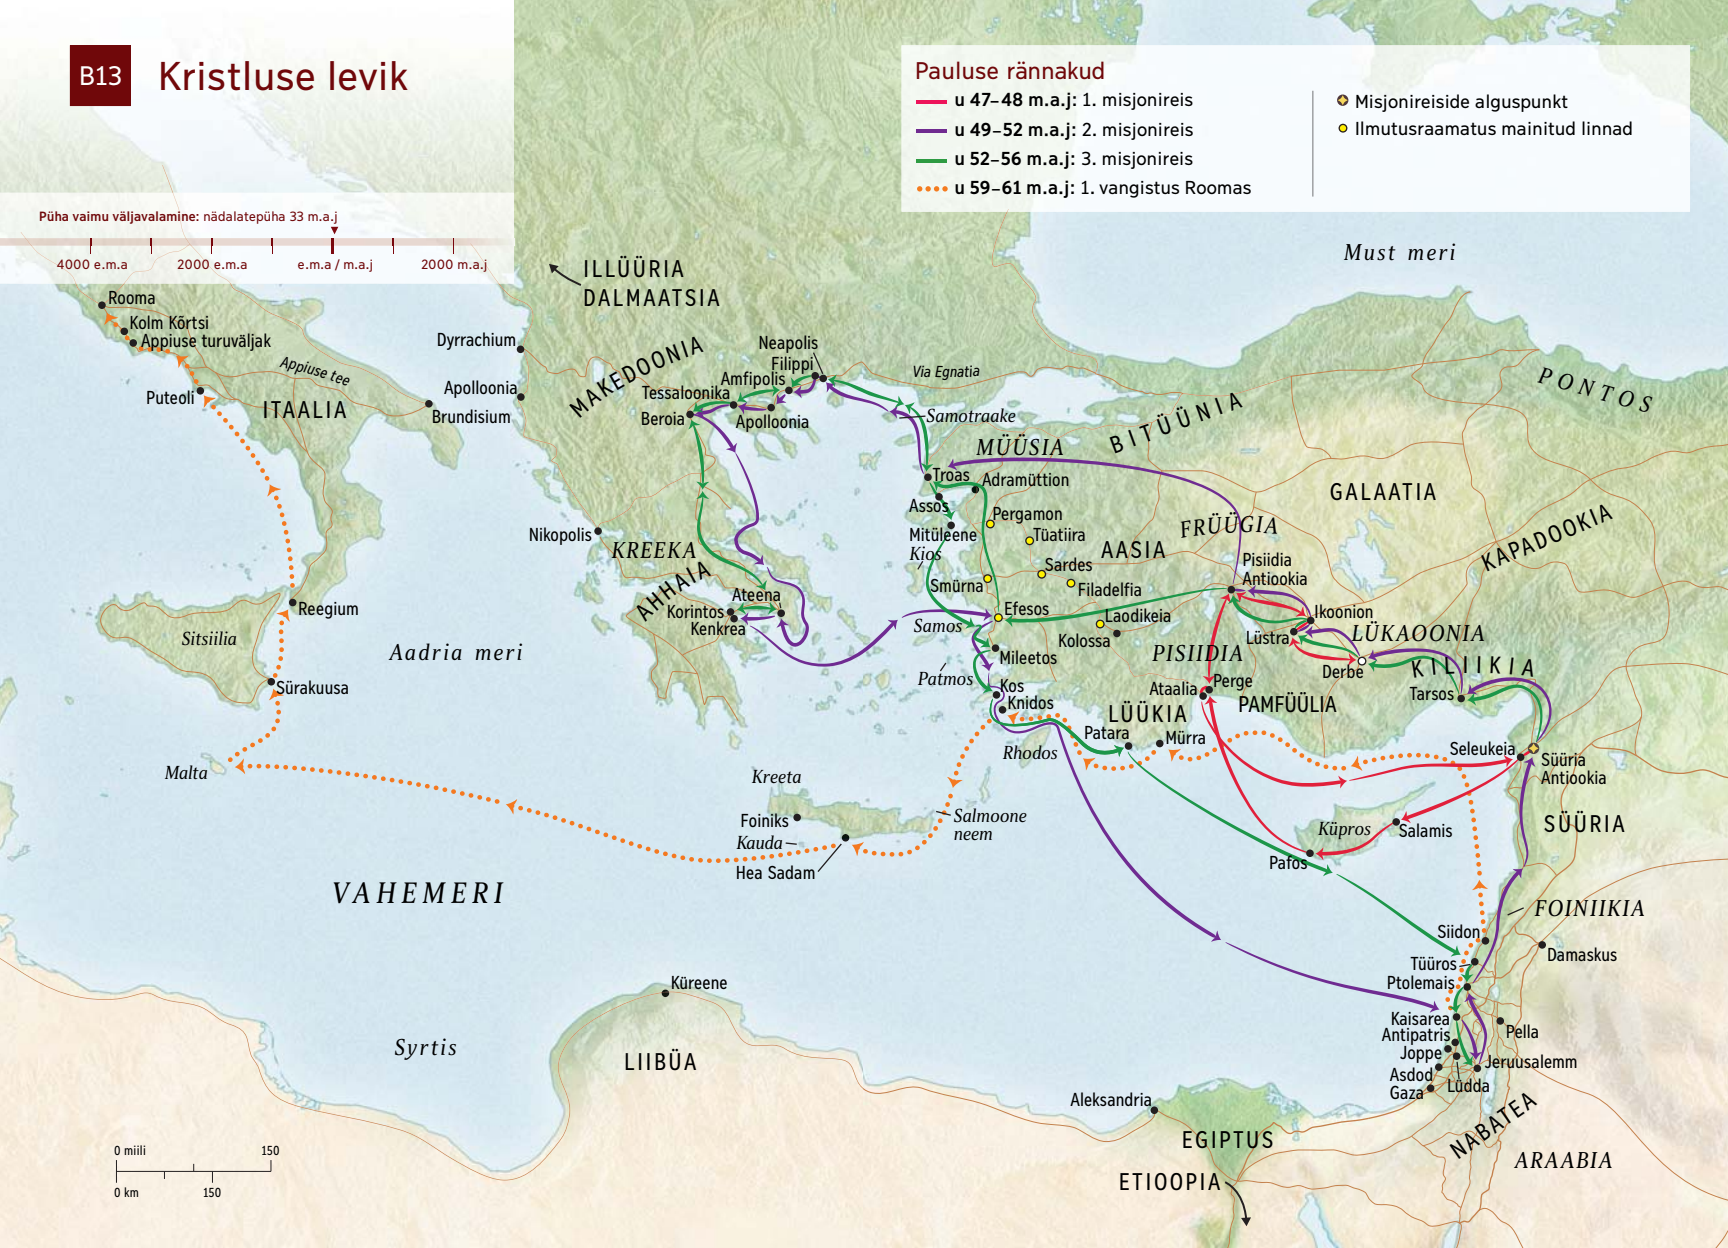 B13
Kristluse levik
Püha vaimu väljavalamine: nädalatepüha 33 m.a.j
4000 e.m.a
2000 e.m.a
e.m.a / m.a.j
2000 m.a.j
Pauluse rännakud
u 47–48 m.a.j: 1. misjonireis
u 49–52 m.a.j: 2. misjonireis
u 52–56 m.a.j: 3. misjonireis
u 59–61 m.a.j: 1. vangistus Roomas
Misjonireiside alguspunkt
Ilmutusraamatus mainitud linnad
Must meri
ILLÜÜRIA
DALMAATSIA
Rooma
Kolm Kõrtsi
Appiuse turuväljak
Appiuse tee
Puteoli
ITAALIA
Brundisium
Dyrrachium
Apolloonia
MAKEDOONIA
Neapolis
Filippi
Amfipolis
Tessaloonika
Beroia
Apolloonia
Via Egnatia
Samotraake
BITÜÜNIA
PONTOS
MÜÜSIA
Troas
Adramüttion
Assos
Mitüleene
Kios
Pergamon
Tüatiira
Sardes
Smürna
Filadelfia
AASIA
FRÜÜGIA
GALAATIA
KAPADOOKIA
Pisiidia
Antiookia
Nikopolis
KREEKA
AHHAIA
Ateena
Korintos
Kenkrea
Samos
Efesos
Laodikeia
Kolossa
Mileetos
Patmos
Ikoonion
Lüstra
LÜKAOONIA
Derbe
PISIIDIA
KILIIKIA
Tarsos
Ataalia
Perge
PAMFÜÜLIA
LÜÜKIA
Kos
Knidos
Patara
Mürra
Rhodos
Reegium
Sitsiilia
Sürakuusa
Aadria meri
Malta
Kreeta
Foiniks
Kauda
Hea Sadam
Salmoone
neem
Seleukeia
Süüria
Antiookia
SÜÜRIA
Küpros
Salamis
Pafos
VAHEMERI
FOINIIKIA
Siidon
Damaskus
Tüüros
Ptolemais
Kaisarea
Antipatris
Joppe
Pella
Jeruusalemm
Asdod
Gaza
Lüdda
Küreene
Syrtis
LIIBÜA
Aleksandria
EGIPTUS
ETIOOPIA
NABATEA
ARAABIA
0 miili
150
0 km
150